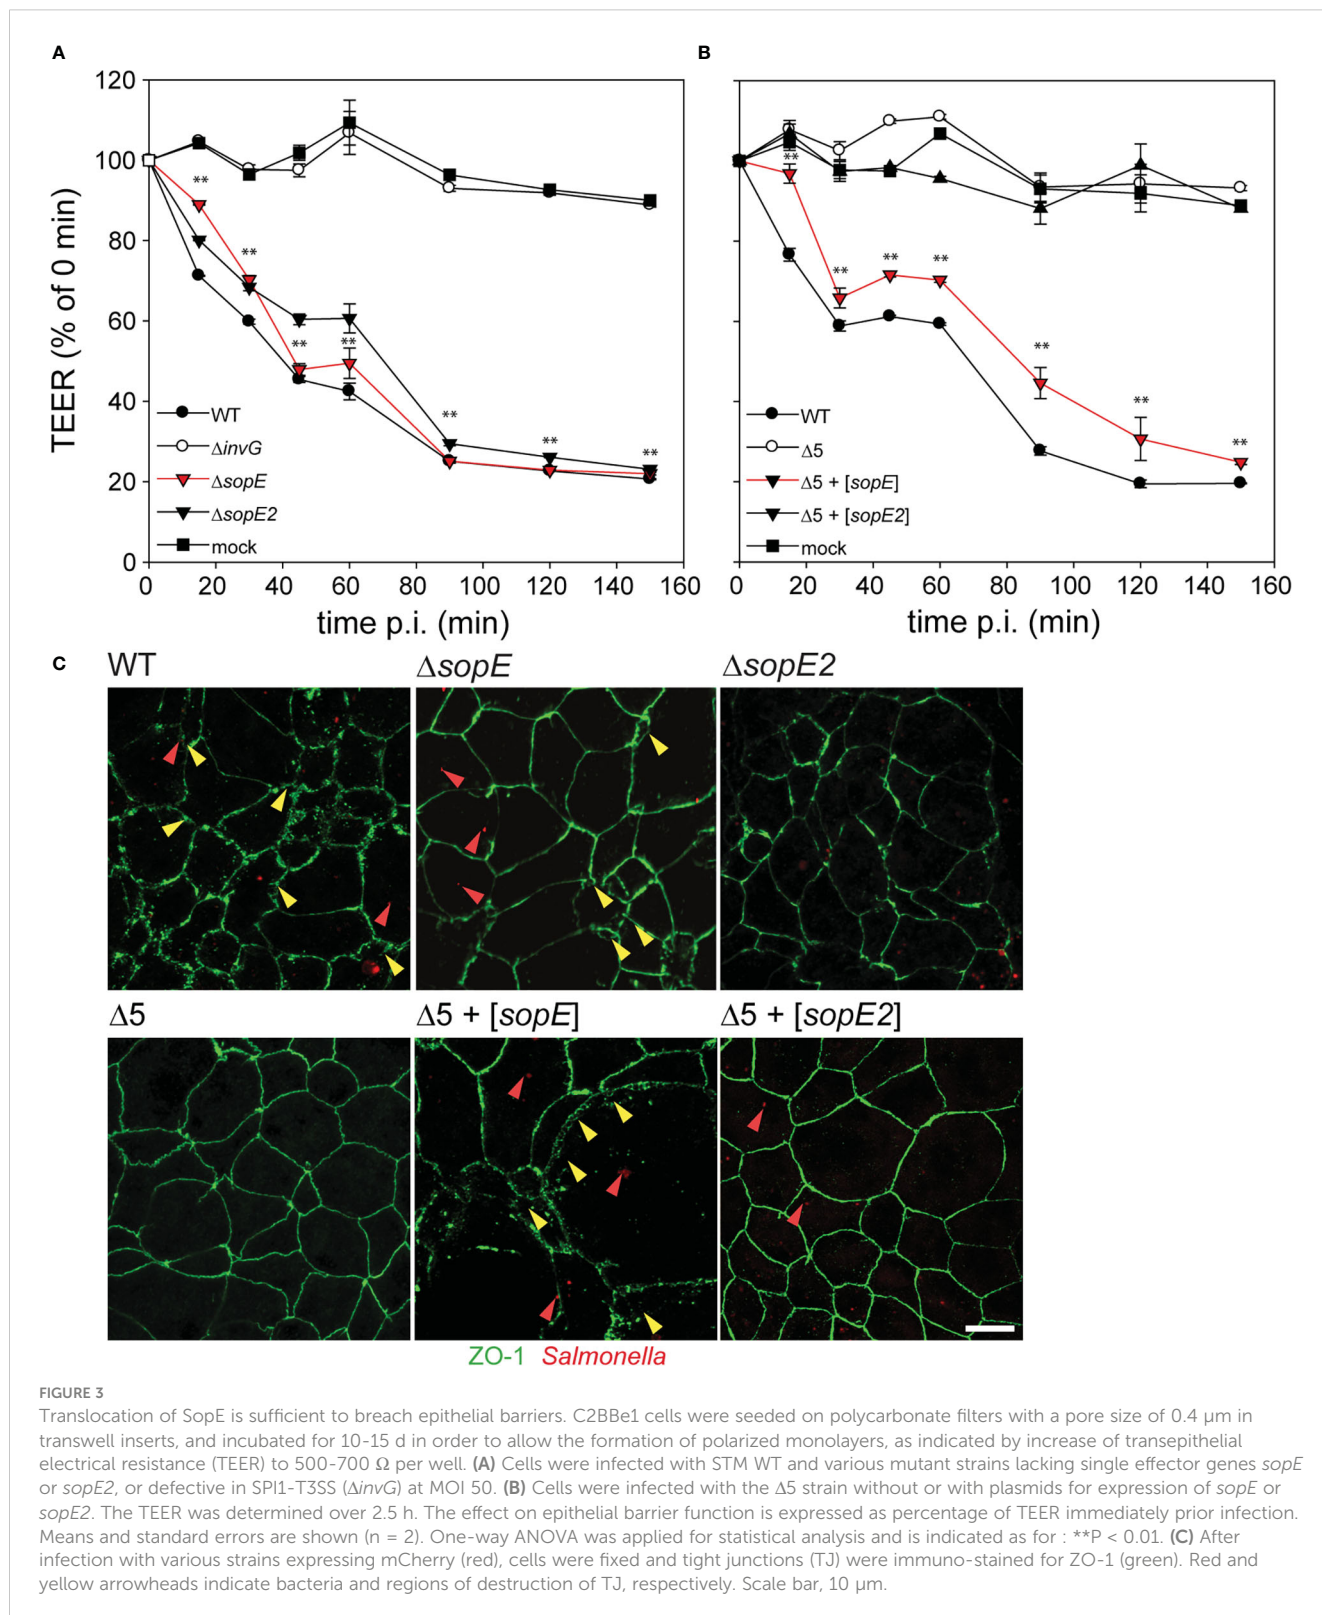 A
B
120
100
80
60
40
20
0
TEER (% of 0 min)
**
**
**
**
**
**
**
WT
ΔinvG
ΔsopE
ΔsopE2
mock
0 20 40 60 80 100 120 140 160
time p.i. (min)
**
**
**
**
**
**
**
WT
Δ5
Δ5 + [sopE]
Δ5 + [sopE2]
mock
0 20 40 60 80 100 120 140 160
time p.i. (min)
C
WT
ΔsopE
ΔsopE2
Δ5
Δ5 + [sopE]
Δ5 + [sopE2]
ZO-1 Salmonella
FIGURE 3
Translocation of SopE is sufficient to breach epithelial barriers. C2BBe1 cells were seeded on polycarbonate filters with a pore size of 0.4 µm in
transwell inserts, and incubated for 10-15 d in order to allow the formation of polarized monolayers, as indicated by increase of transepithelial
electrical resistance (TEER) to 500-700 Ω per well. (A) Cells were infected with STM WT and various mutant strains lacking single effector genes sopE
or sopE2, or defective in SPI1-T3SS (ΔinvG) at MOI 50. (B) Cells were infected with the Δ5 strain without or with plasmids for expression of sopE or
sopE2. The TEER was determined over 2.5 h. The effect on epithelial barrier function is expressed as percentage of TEER immediately prior infection.
Means and standard errors are shown (n = 2). One-way ANOVA was applied for statistical analysis and is indicated as for : **P < 0.01. (C) After
infection with various strains expressing mCherry (red), cells were fixed and tight junctions (TJ) were immuno-stained for ZO-1 (green). Red and
yellow arrowheads indicate bacteria and regions of destruction of TJ, respectively. Scale bar, 10 µm.